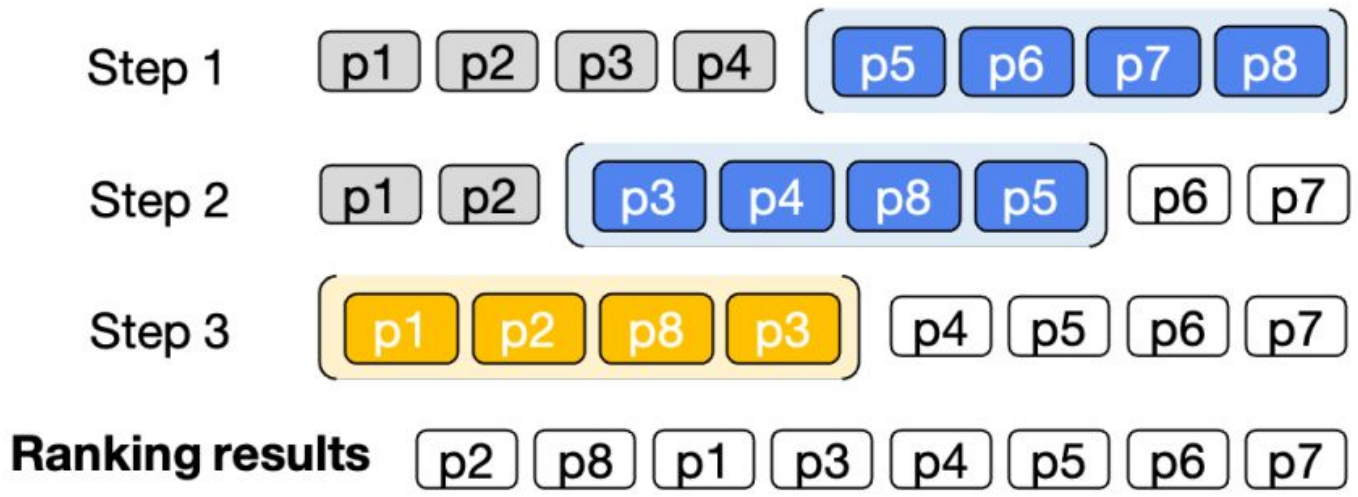 Step 1 p1 p2 p3 p4 p5 p6 p7 p8
Step 2 p1 p2 p3 p4 p8 p5 p6 p7
Step 3 p1 p2 p8 p3 p4 p5 p6 p7
Ranking results p2 p8 p1 p3 p4 p5 p6 p7